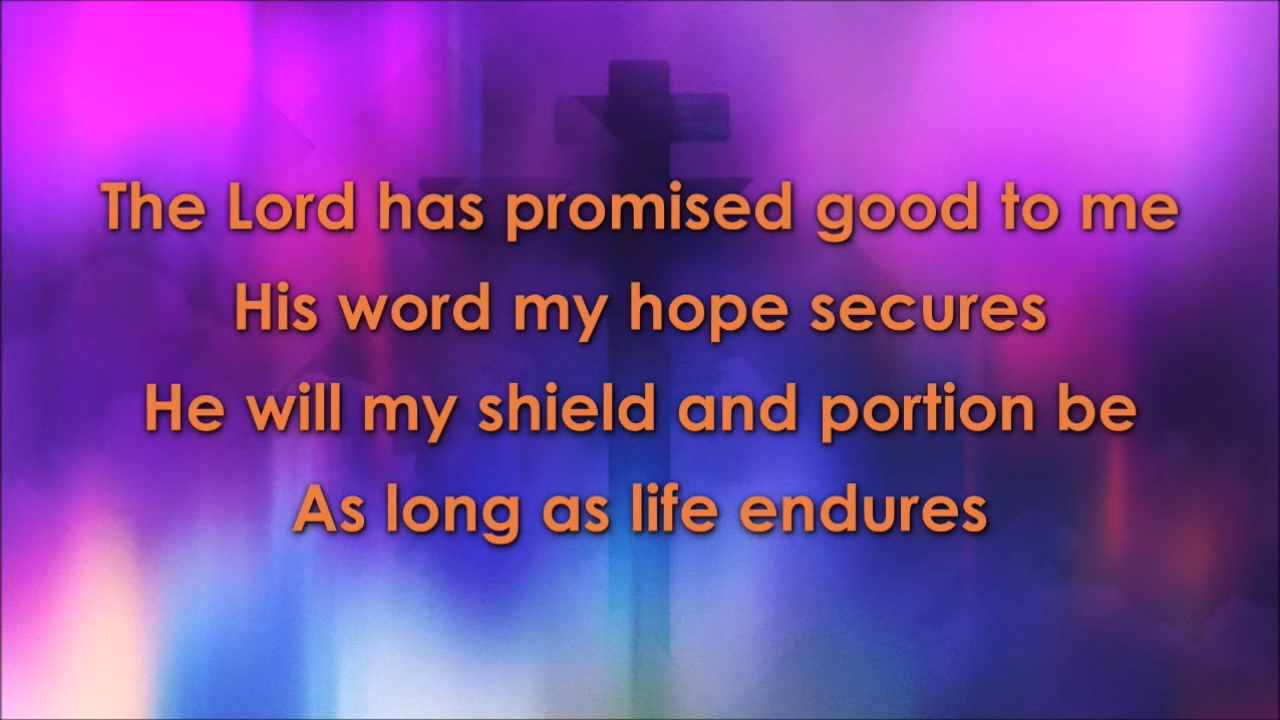 The Lord has promised good to me
His word my hope secures
He will my shield and portion be
As long as life endures